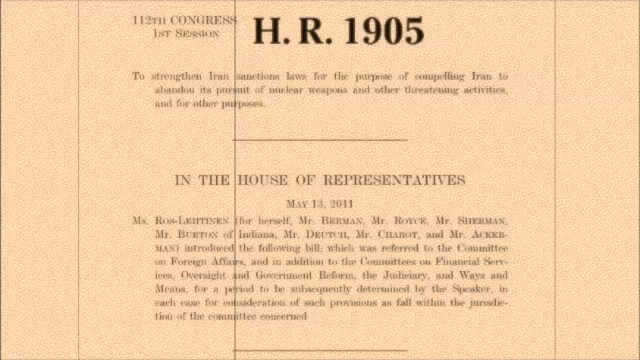 112TH CONGRESS
1ST SESSION
H. R. 1905
To strengthen Iran sanctions laws for the purpose of compelling Iran to
abandon its pursuit of nuclear weapons and other threatening activities,
and for other purposes.
IN THE HOUSE OF REPRESENTATIVES
MAY 13, 2011
Ms. ROS-LEHTINEN (for herself, Mr. BERMAN, Mr. ROYCE, Mr. SHERMAN,
Mr. BURTON of Indiana, Mr. DEUTCH, Mr. CHABOT, and Mr. ACKER-
MAN) introduced the following bill; which was referred to the Committee
on Foreign Affairs, and in addition to the Committees on Financial Serv-
ices, Oversight and Government Reform, the Judiciary, and Ways and
Means, for a period to be subsequently determined by the Speaker, in
each case for consideration of such provisions as fall within the jurisdic-
tion of the committee concerned